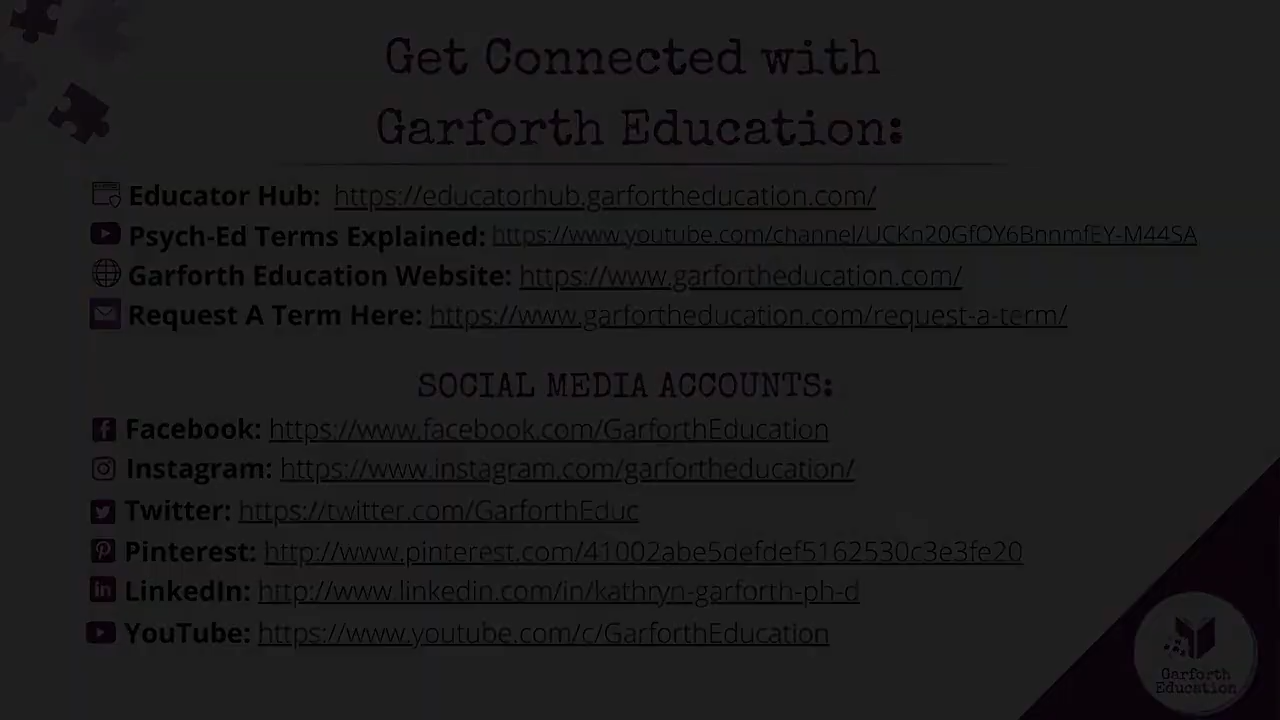 Get Connected with
Garforth Education:
Educator Hub: https://educatorhub.garfortheducation.com/
Psych-Ed Terms Explained: https://www.youtube.com/channel/UCKn20GfOY6BnnmfEY-M44SA
Garforth Education Website: https://www.garfortheducation.com/
Request A Term Here: https://www.garfortheducation.com/request-a-term/
SOCIAL MEDIA ACCOUNTS:
Facebook: https://www.facebook.com/GarforthEducation
Instagram: https://www.instagram.com/garfortheducation/
Twitter: https://twitter.com/GarforthEduc
Pinterest: http://www.pinterest.com/41002abe5defdef5162530c3e3fe20
LinkedIn: http://www.linkedin.com/in/kathryn-garforth-ph-d
YouTube: https://www.youtube.com/c/GarforthEducation
Garforth
Education